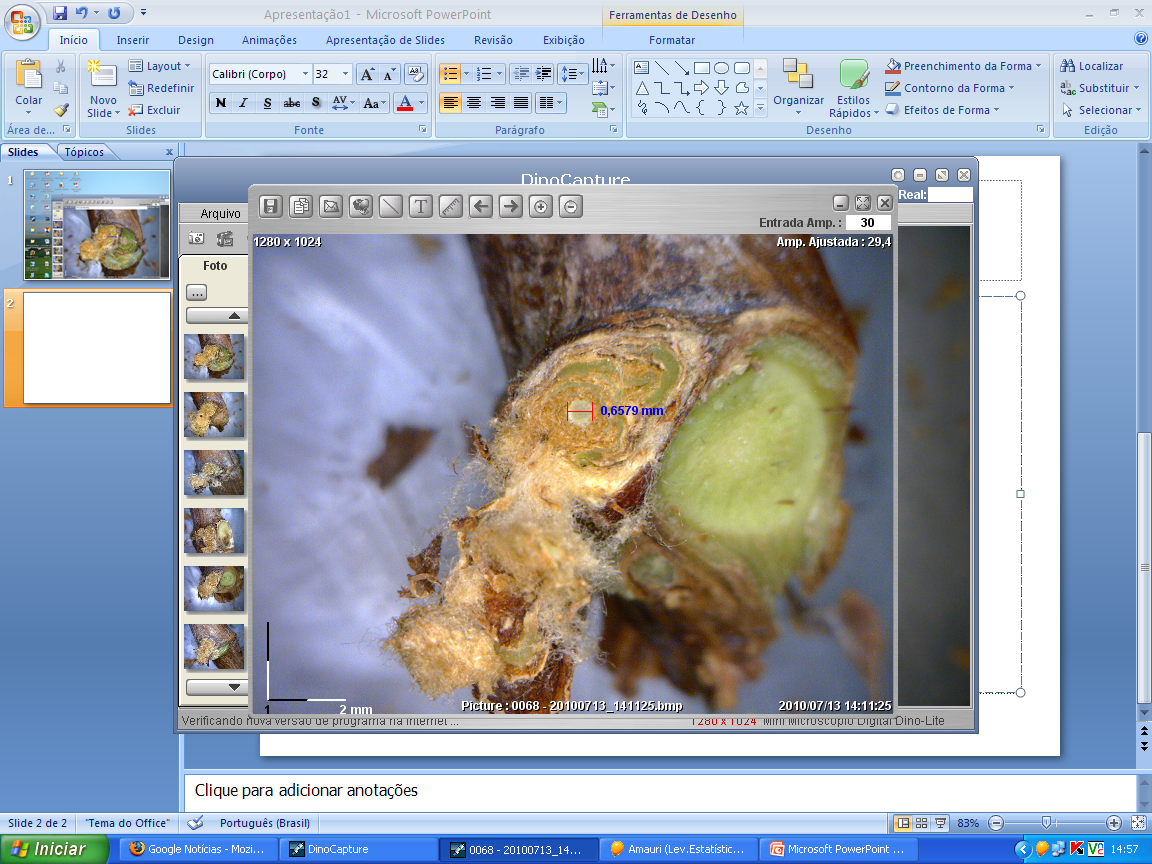 Apresentação1 - Microsoft PowerPoint
Ferramentas de Desenho
Início Inserir Design Animações Apresentação de Slides Revisão Exibição Formatar
Colar
Área de...
Novo Slide
Layout
Redefinir
Excluir
Slides
Calibri (Corpo) 32
N I S abc S AV Aa A
Fonte
Parágrafo
Organizar
Estilos Rápidos
Preenchimento da Forma
Contorno da Forma
Efeitos de Forma
Desenho
Localizar
Substituir
Selecionar
Edição
Slides Tópicos x
1
2
DinoCapture
Real:
Arquivo
Foto
...
Entrada Amp. : 30
1280 x 1024
Amp. Ajustada : 29,4
0,6579 mm
1 2 mm
Picture : 0068 - 20100713_141125.bmp
2010/07/13 14:11:25
Verificando nova versão de programa na Internet ...
1280 x 1024 Mini Microscópio Digital Dino-Lite
Clique para adicionar anotações
Slide 2 de 2 "Tema do Office" Português (Brasil) 83%
Iniciar Google Notícias - Mozi... DinoCapture 0068 - 20100713_14... Amauri (Lev.Estatístic... Microsoft PowerPoint ... 14:57